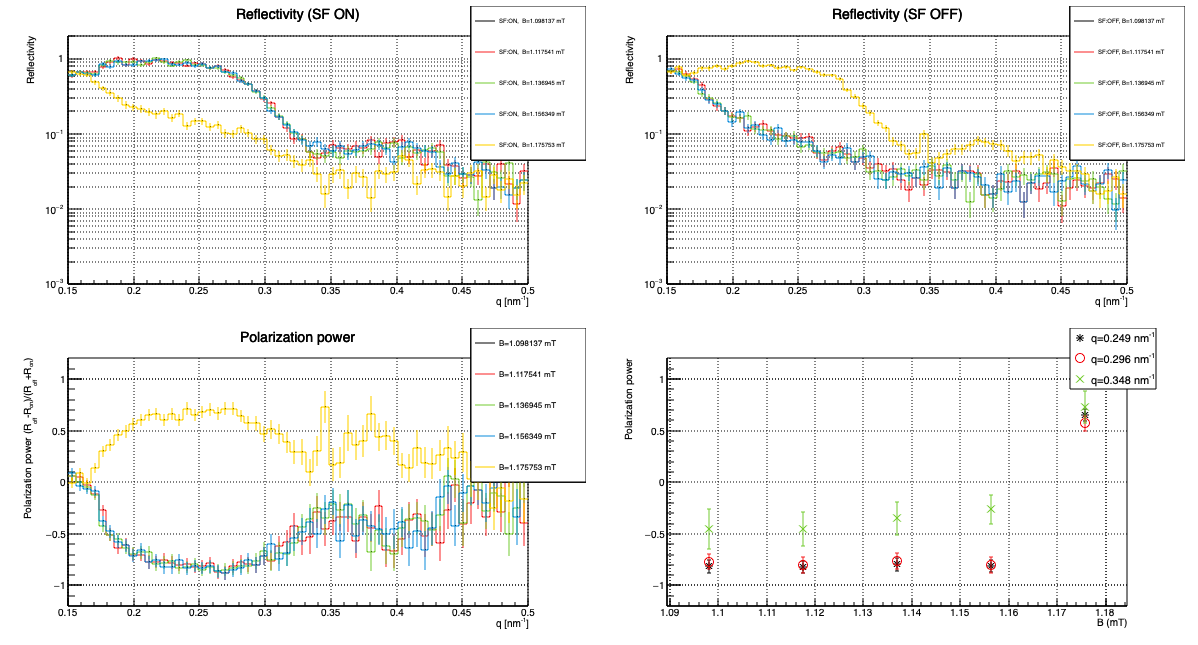 Reflectivity (SF ON)
Reflectivity
SF:ON, B=1.098137 mT
SF:ON, B=1.117541 mT
SF:ON, B=1.136945 mT
SF:ON, B=1.156349 mT
SF:ON, B=1.175753 mT
1
10⁻¹
10⁻²
10⁻³
0.15 0.2 0.25 0.3 0.35 0.4 0.45 0.5
q [nm⁻¹]
Reflectivity (SF OFF)
Reflectivity
SF:OFF, B=1.098137 mT
SF:OFF, B=1.117541 mT
SF:OFF, B=1.136945 mT
SF:OFF, B=1.156349 mT
SF:OFF, B=1.175753 mT
1
10⁻¹
10⁻²
10⁻³
0.15 0.2 0.25 0.3 0.35 0.4 0.45 0.5
q [nm⁻¹]
Polarization power
Polarization power (R_off-R_on)/(R_off+R_on)
B=1.098137 mT
B=1.117541 mT
B=1.136945 mT
B=1.156349 mT
B=1.175753 mT
1
0.5
0
−0.5
−1
0.15 0.2 0.25 0.3 0.35 0.4 0.45 0.5
q [nm⁻¹]
Polarization power
q=0.249 nm⁻¹
q=0.296 nm⁻¹
q=0.348 nm⁻¹
1
0.5
0
−0.5
−1
1.09 1.1 1.11 1.12 1.13 1.14 1.15 1.16 1.17 1.18
B (mT)